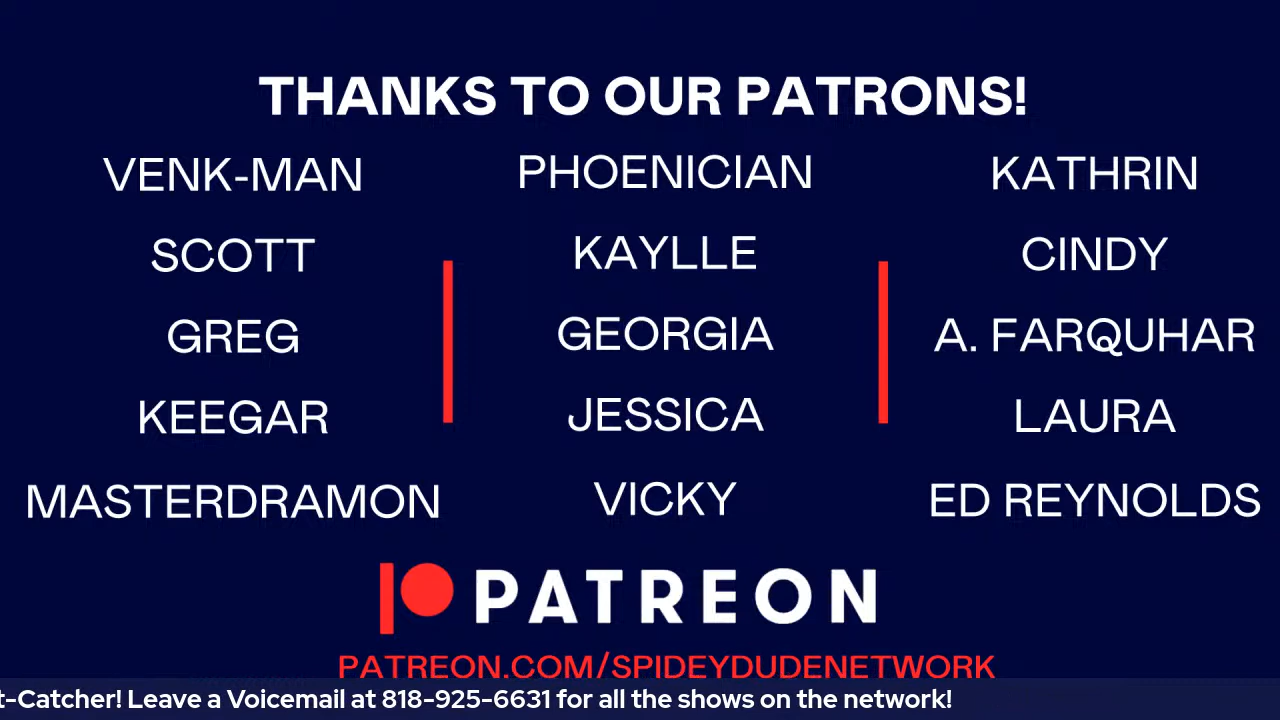 THANKS TO OUR PATRONS!
VENK-MAN
SCOTT
GREG
KEEGAR
MASTERDRAMON
PHOENICIAN
KAYLLE
GEORGIA
JESSICA
VICKY
KATHRIN
CINDY
A. FARQUHAR
LAURA
ED REYNOLDS
PATREON
PATREON.COM/SPIDEYDUDENETWORK
t-Catcher! Leave a Voicemail at 818-925-6631 for all the shows on the network!